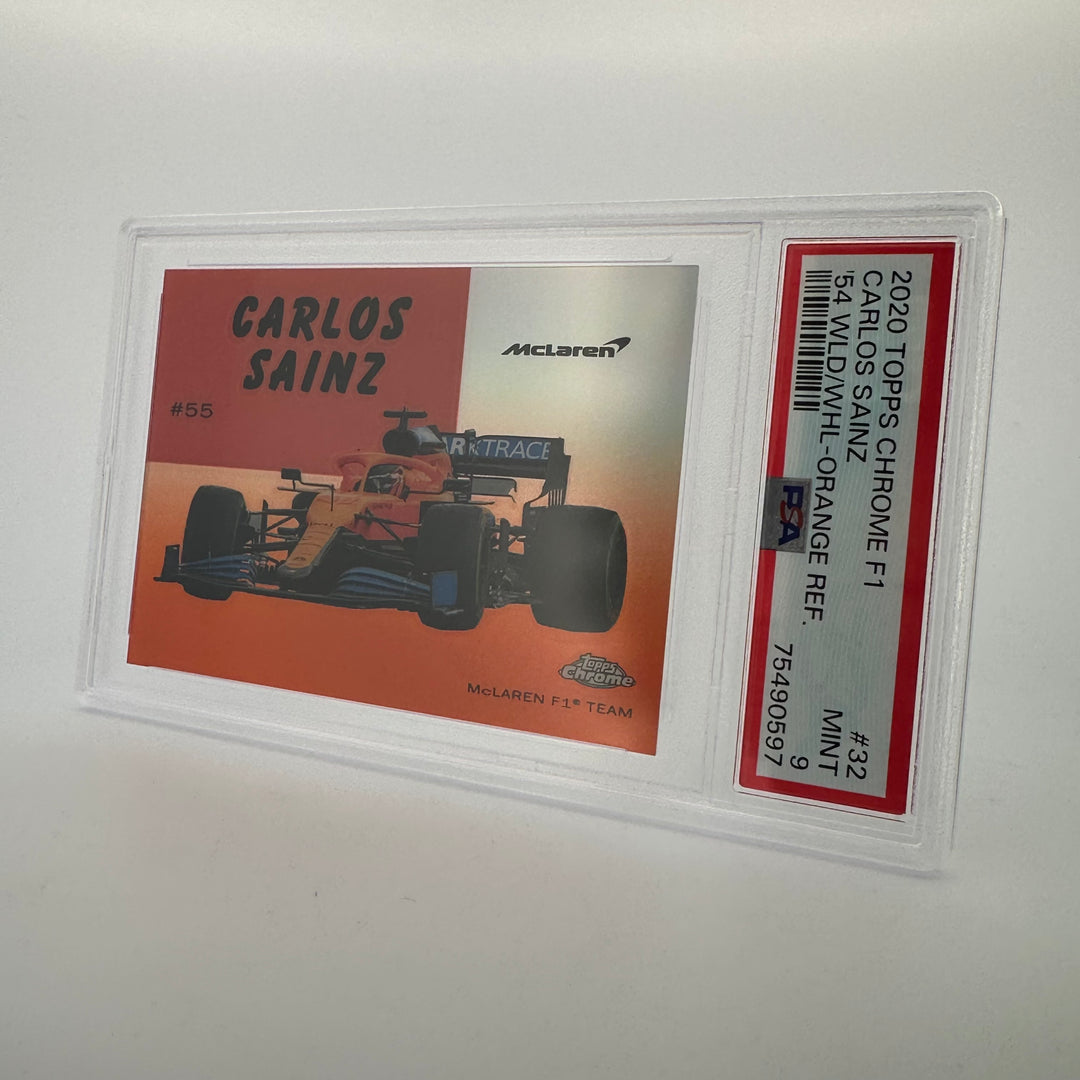 CARLOS
SAINZ
#55
McLaren
ARKTRACE
Topps
Chrome
McLAREN F1® TEAM
2020 TOPPS CHROME F1 #32
CARLOS SAINZ MINT
'54 WLD/WHL-ORANGE REF. 9
PSA 75490597